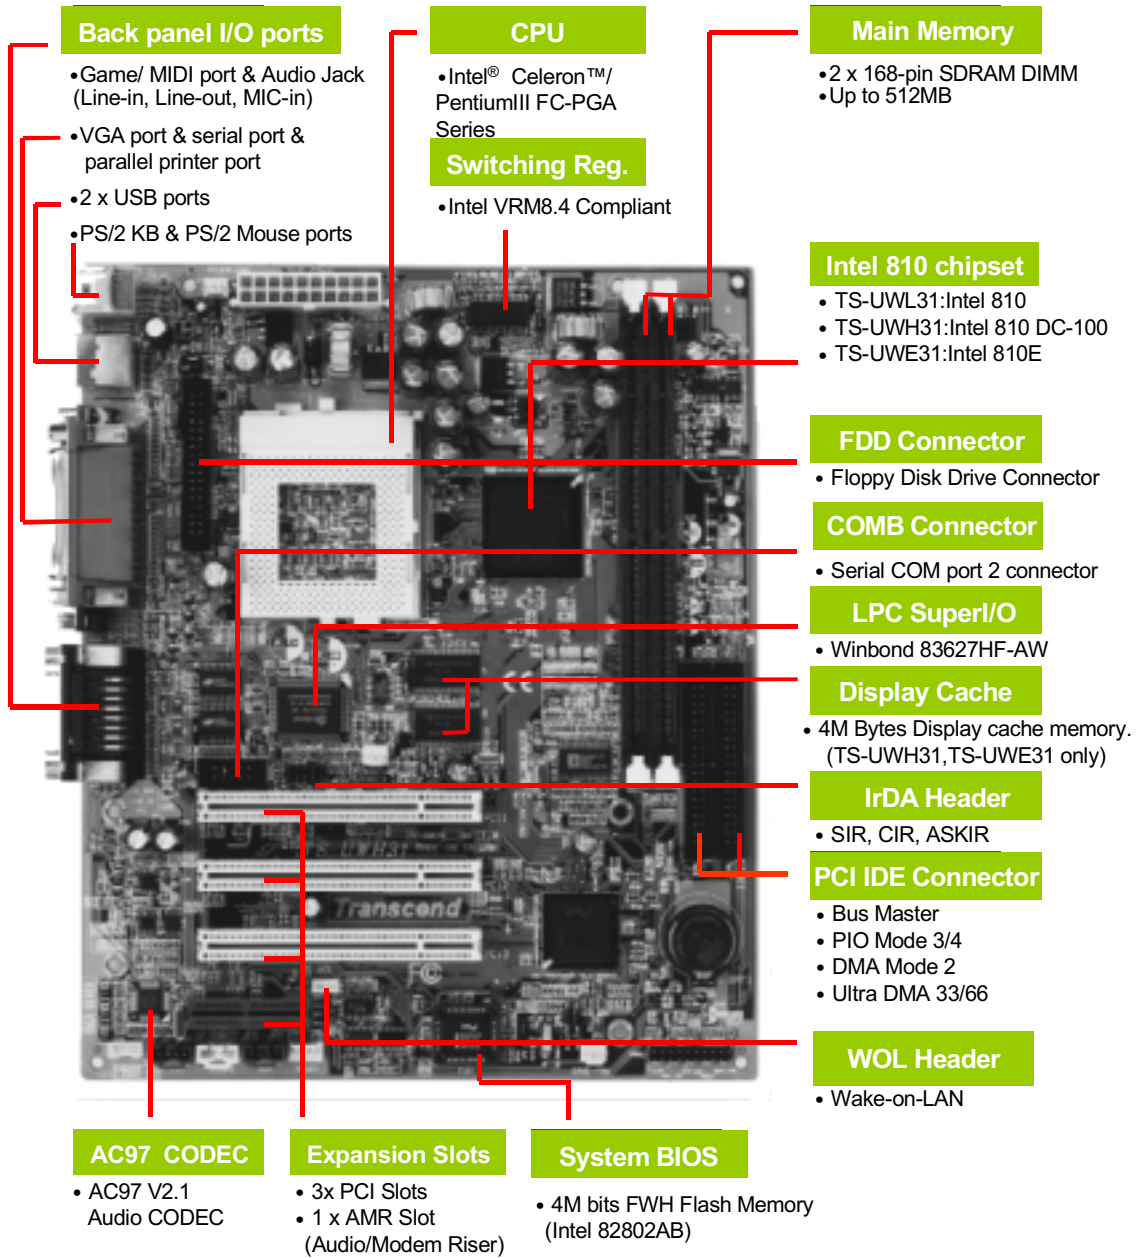 Back panel I/O ports
•Game/ MIDI port & Audio Jack
(Line-in, Line-out, MIC-in)
•VGA port & serial port &
parallel printer port
•2 x USB ports
•PS/2 KB & PS/2 Mouse ports
CPU
•Intel® Celeron™/
PentiumIII FC-PGA
Series
Switching Reg.
•Intel VRM8.4 Compliant
Main Memory
•2 x 168-pin SDRAM DIMM
•Up to 512MB
Intel 810 chipset
• TS-UWL31:Intel 810
• TS-UWH31:Intel 810 DC-100
• TS-UWE31:Intel 810E
FDD Connector
• Floppy Disk Drive Connector
COMB Connector
• Serial COM port 2 connector
LPC SuperI/O
• Winbond 83627HF-AW
Display Cache
• 4M Bytes Display cache memory.
(TS-UWH31,TS-UWE31 only)
IrDA Header
• SIR, CIR, ASKIR
PCI IDE Connector
• Bus Master
• PIO Mode 3/4
• DMA Mode 2
• Ultra DMA 33/66
WOL Header
• Wake-on-LAN
TS-UWH31
Transcend
AC97 CODEC
• AC97 V2.1
Audio CODEC
Expansion Slots
• 3x PCI Slots
• 1 x AMR Slot
(Audio/Modem Riser)
System BIOS
• 4M bits FWH Flash Memory
(Intel 82802AB)